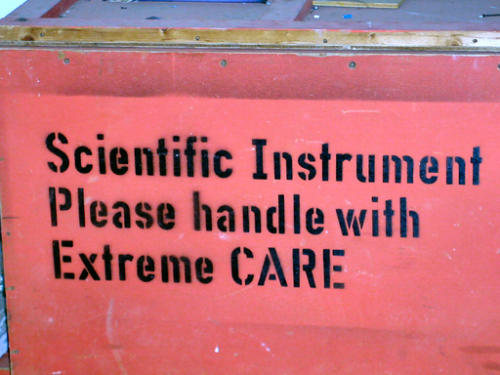 Scientific Instrument
Please handle with
Extreme CARE